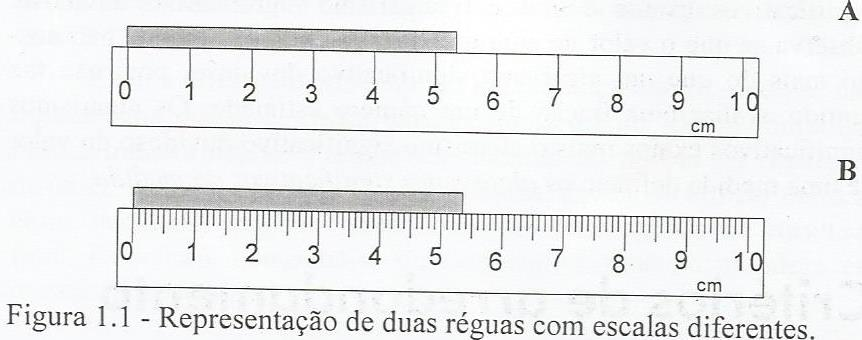 A
0 1 2 3 4 5 6 7 8 9 10
cm
B
0 1 2 3 4 5 6 7 8 9 10
cm
Figura 1.1 - Representação de duas réguas com escalas diferentes.